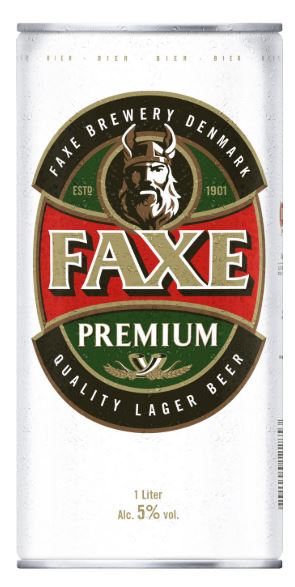 BIER · BIER · BIER · BIER · BIER
FAXE BREWERY DENMARK
ESTD 1901
FAXE
PREMIUM
QUALITY LAGER BEER
1 Liter
Alc. 5% vol.